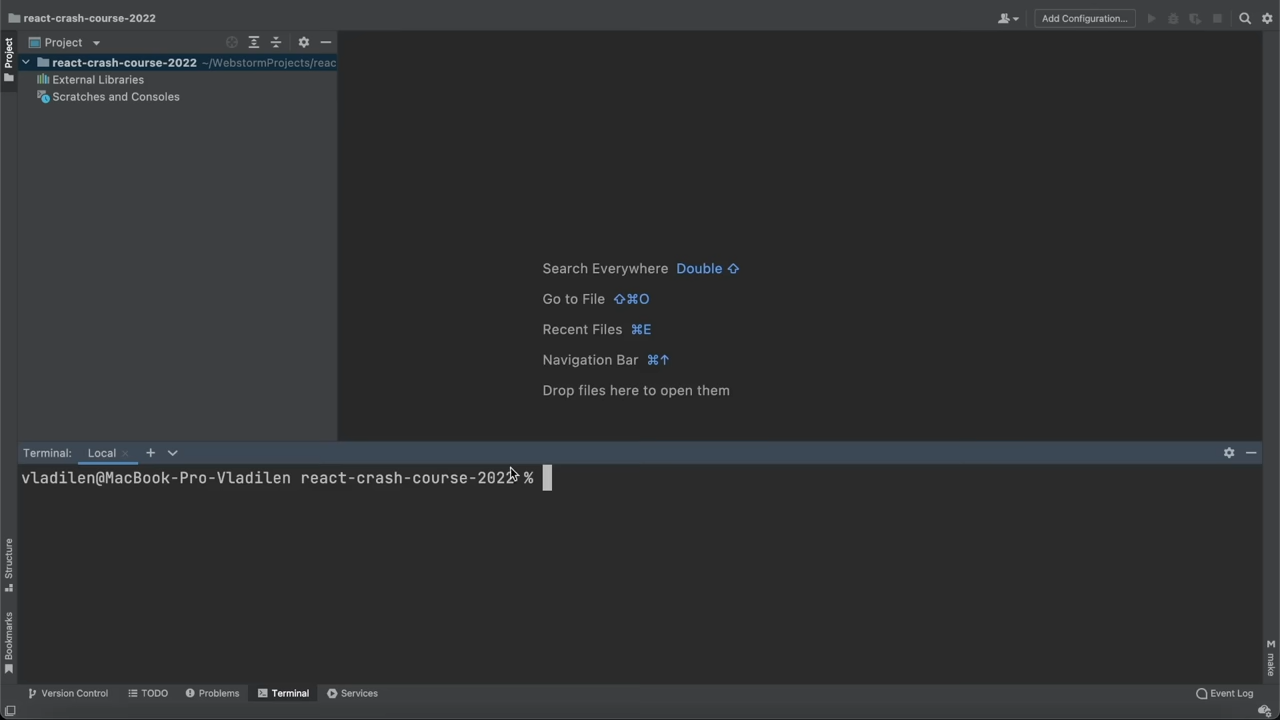 react-crash-course-2022
Add Configuration...
Project
Project
react-crash-course-2022 ~/WebstormProjects/reac
External Libraries
Scratches and Consoles
Search Everywhere Double ⇧
Go to File ⇧⌘O
Recent Files ⌘E
Navigation Bar ⌘↑
Drop files here to open them
Terminal: Local
vladilen@MacBook-Pro-Vladilen react-crash-course-2022 %
Structure
Bookmarks
make
Version Control TODO Problems Terminal Services Event Log